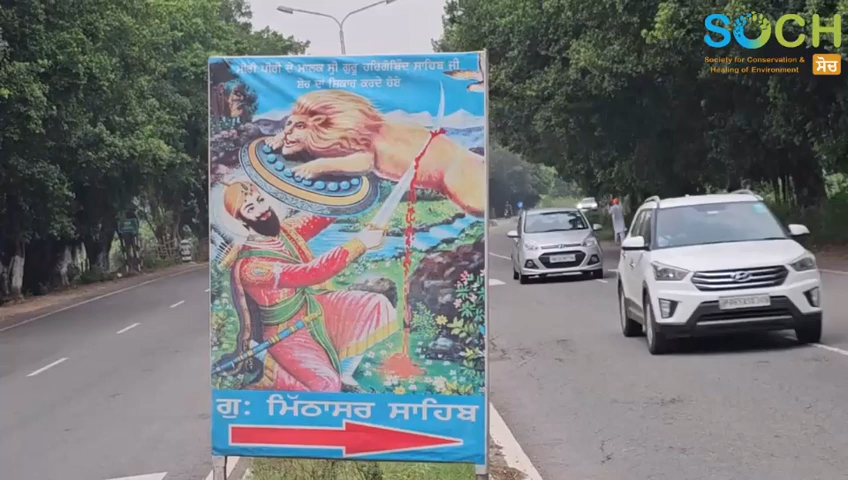 SOCH
Society for Conservation &
Healing of Environment
ਸੋਚ
ਮੀਰੀ ਪੀਰੀ ਦੇ ਮਾਲਕ ਸ੍ਰੀ ਗੁਰੂ ਹਰਿਗੋਬਿੰਦ ਸਾਹਿਬ ਜੀ
ਸ਼ੇਰ ਦਾ ਸ਼ਿਕਾਰ ਕਰਦੇ ਹੋਏ
ਗੁ: ਮਿੱਠਾਸਰ ਸਾਹਿਬ